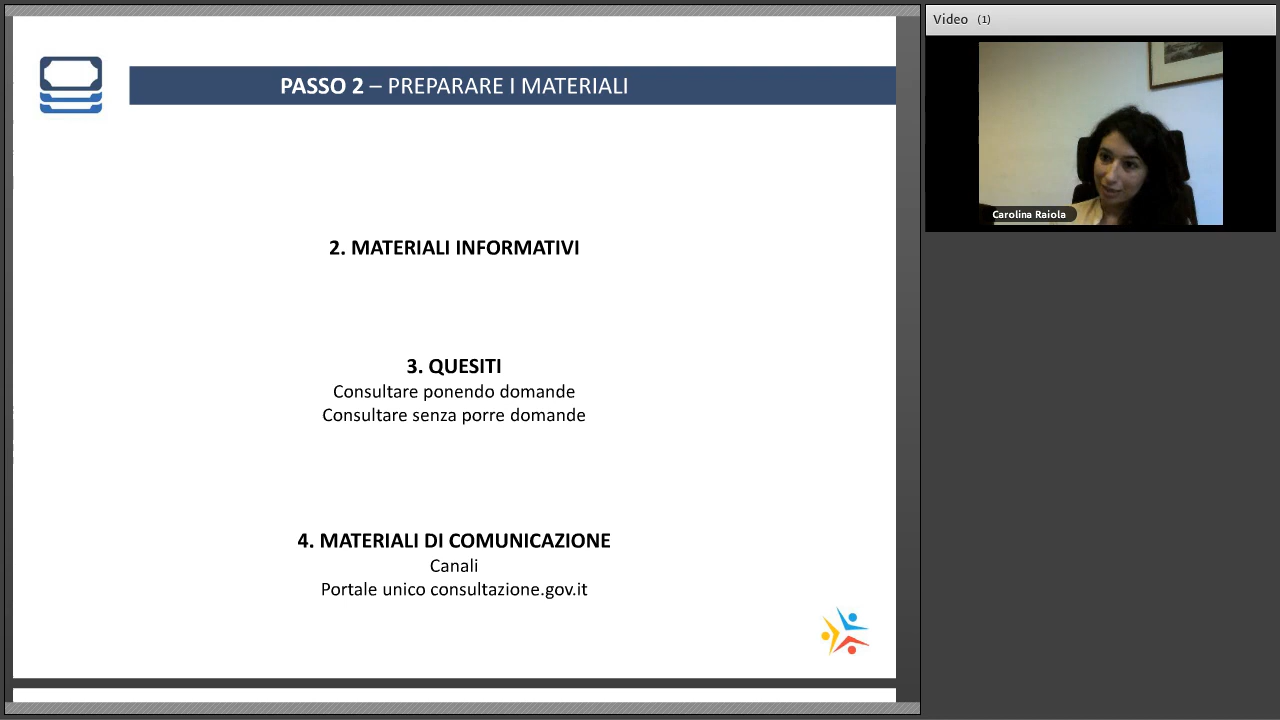 PASSO 2 – PREPARARE I MATERIALI
2. MATERIALI INFORMATIVI
3. QUESITI
Consultare ponendo domande
Consultare senza porre domande
4. MATERIALI DI COMUNICAZIONE
Canali
Portale unico consultazione.gov.it
Video (1)
Carolina Raiola